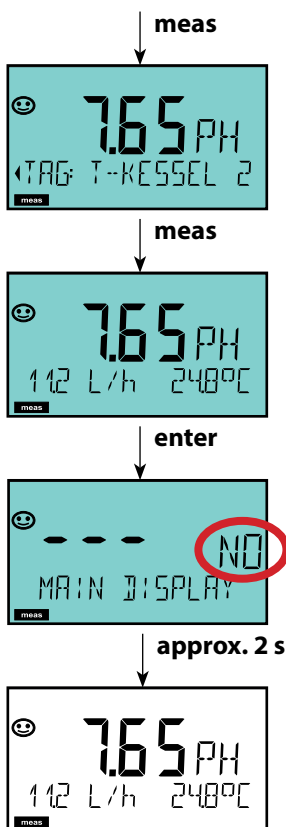 meas
7.65 PH
TAG: T-KESSEL 2
meas
meas
7.65 PH
11.2 L/h 24.8°C
meas
enter
- - - NO
MAIN DISPLAY
meas
approx. 2 s
7.65 PH
11.2 L/h 24.8°C
meas